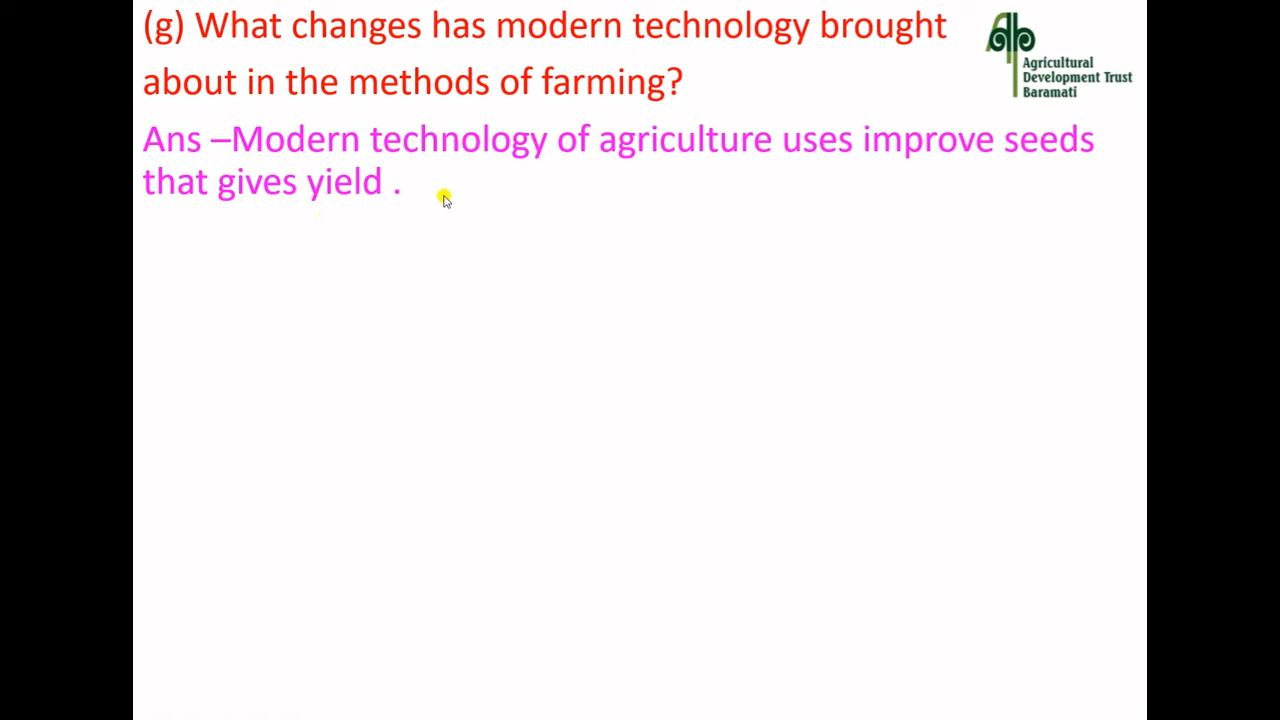 (g) What changes has modern technology brought
about in the methods of farming?
Agricultural
Development Trust
Baramati
Ans –Modern technology of agriculture uses improve seeds
that gives yield .